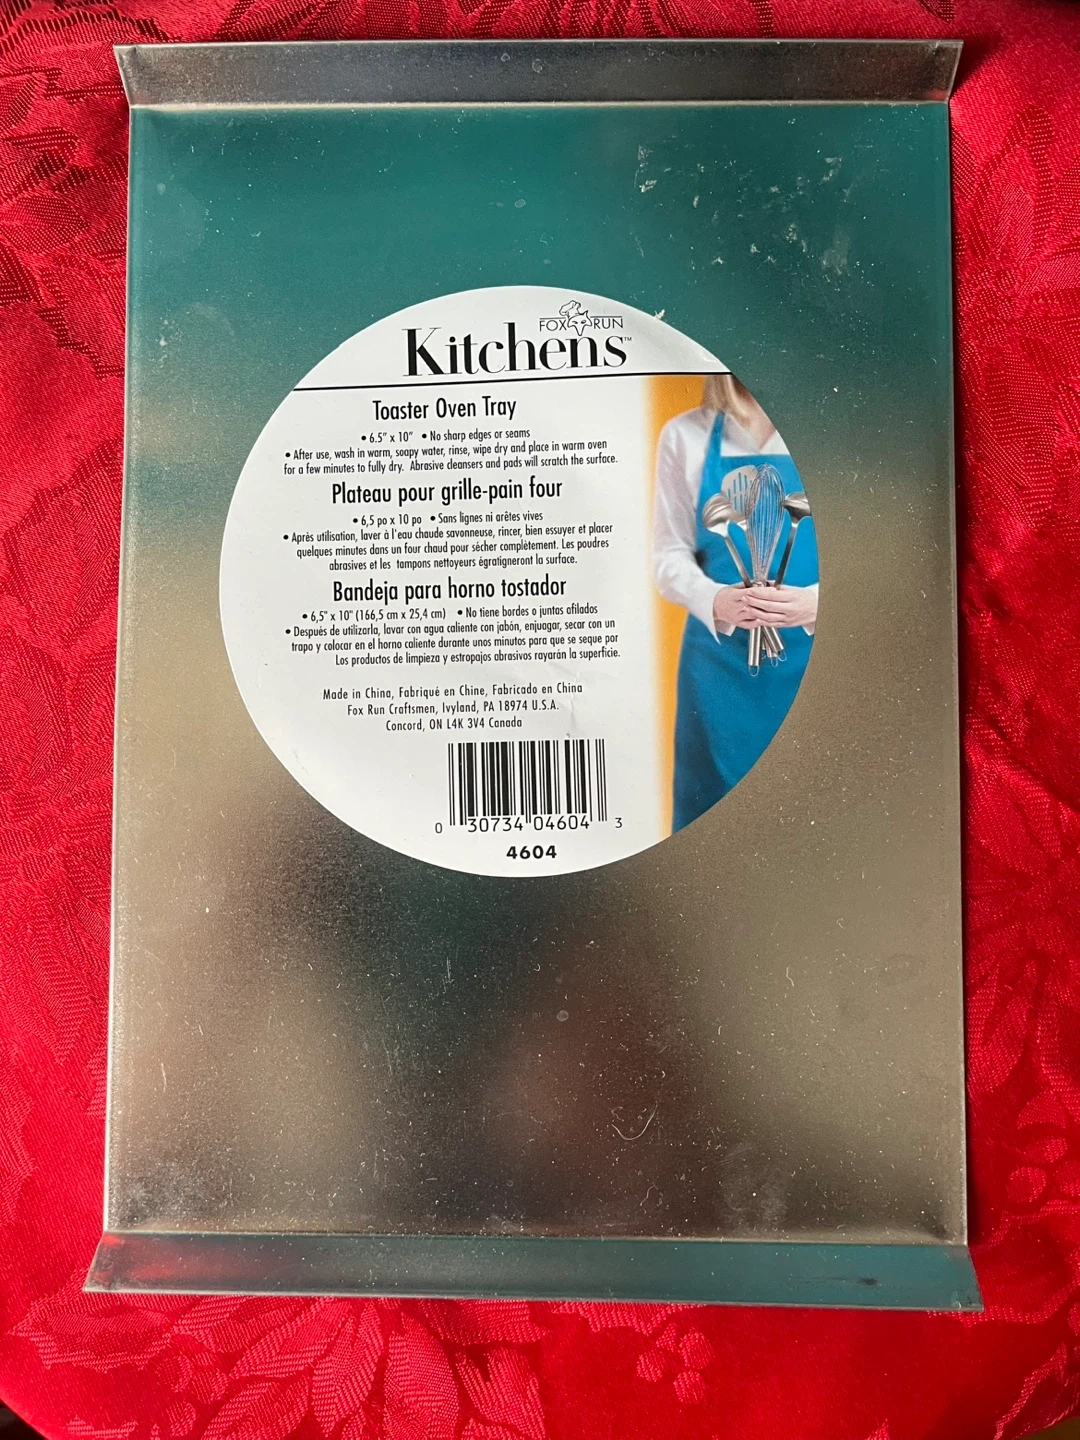 FOX RUN
Kitchens™
Toaster Oven Tray
• 6.5" x 10" • No sharp edges or seams
• After use, wash in warm, soapy water, rinse, wipe dry and place in warm oven
for a few minutes to fully dry. Abrasive cleansers and pads will scratch the surface.
Plateau pour grille-pain four
• 6,5 po x 10 po • Sans lignes ni arêtes vives
• Après utilisation, laver à l'eau chaude savonneuse, rincer, bien essuyer et placer
quelques minutes dans un four chaud pour sécher complètement. Les poudres
abrasives et les tampons nettoyeurs égratigneront la surface.
Bandeja para horno tostador
• 6,5" x 10" (166,5 cm x 25,4 cm) • No tiene bordes o juntas afilados
• Después de utilizarla, lavar con agua caliente con jabón, enjuagar, secar con un
trapo y colocar en el horno caliente durante unos minutos para que se seque por
Los productos de limpieza y estropajos abrasivos rayarán la superficie.
Made in China, Fabriqué en Chine, Fabricado en China
Fox Run Craftsmen, Ivyland, PA 18974 U.S.A.
Concord, ON L4K 3V4 Canada
0 30734 04604 3
4604